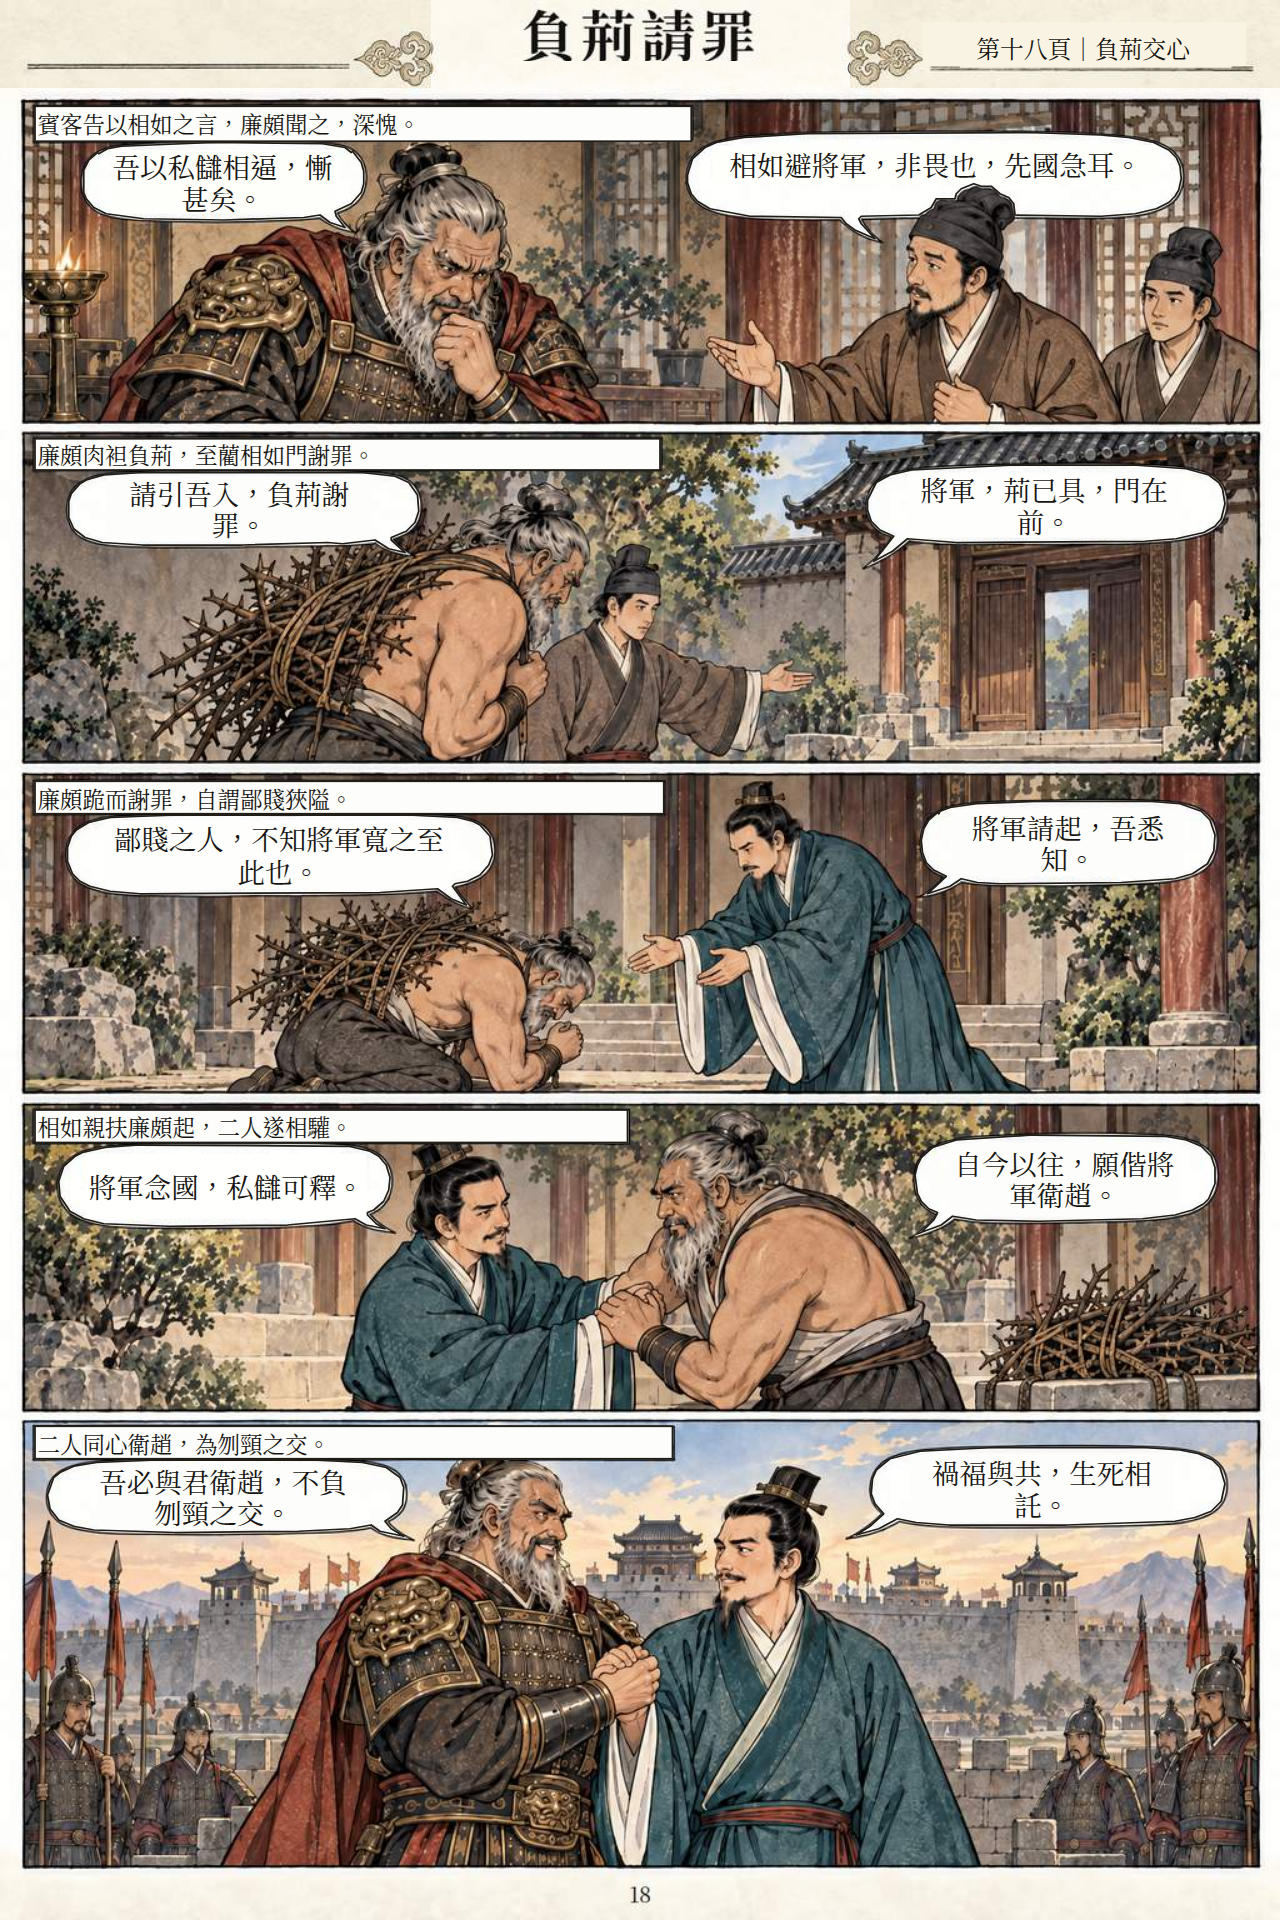 負荊請罪
第十八頁｜負荊交心
賓客告以相如之言，廉頗聞之，深愧。
吾以私讎相逼，慚
甚矣。
相如避將軍，非畏也，先國急耳。
廉頗肉袒負荊，至藺相如門謝罪。
請引吾入，負荊謝
罪。
將軍，荊已具，門在
前。
廉頗跪而謝罪，自謂鄙賤狹隘。
鄙賤之人，不知將軍寬之至
此也。
將軍請起，吾悉
知。
相如親扶廉頗起，二人遂相驩。
將軍念國，私讎可釋。
自今以往，願偕將
軍衛趙。
二人同心衛趙，為刎頸之交。
吾必與君衛趙，不負
刎頸之交。
禍福與共，生死相
託。
18